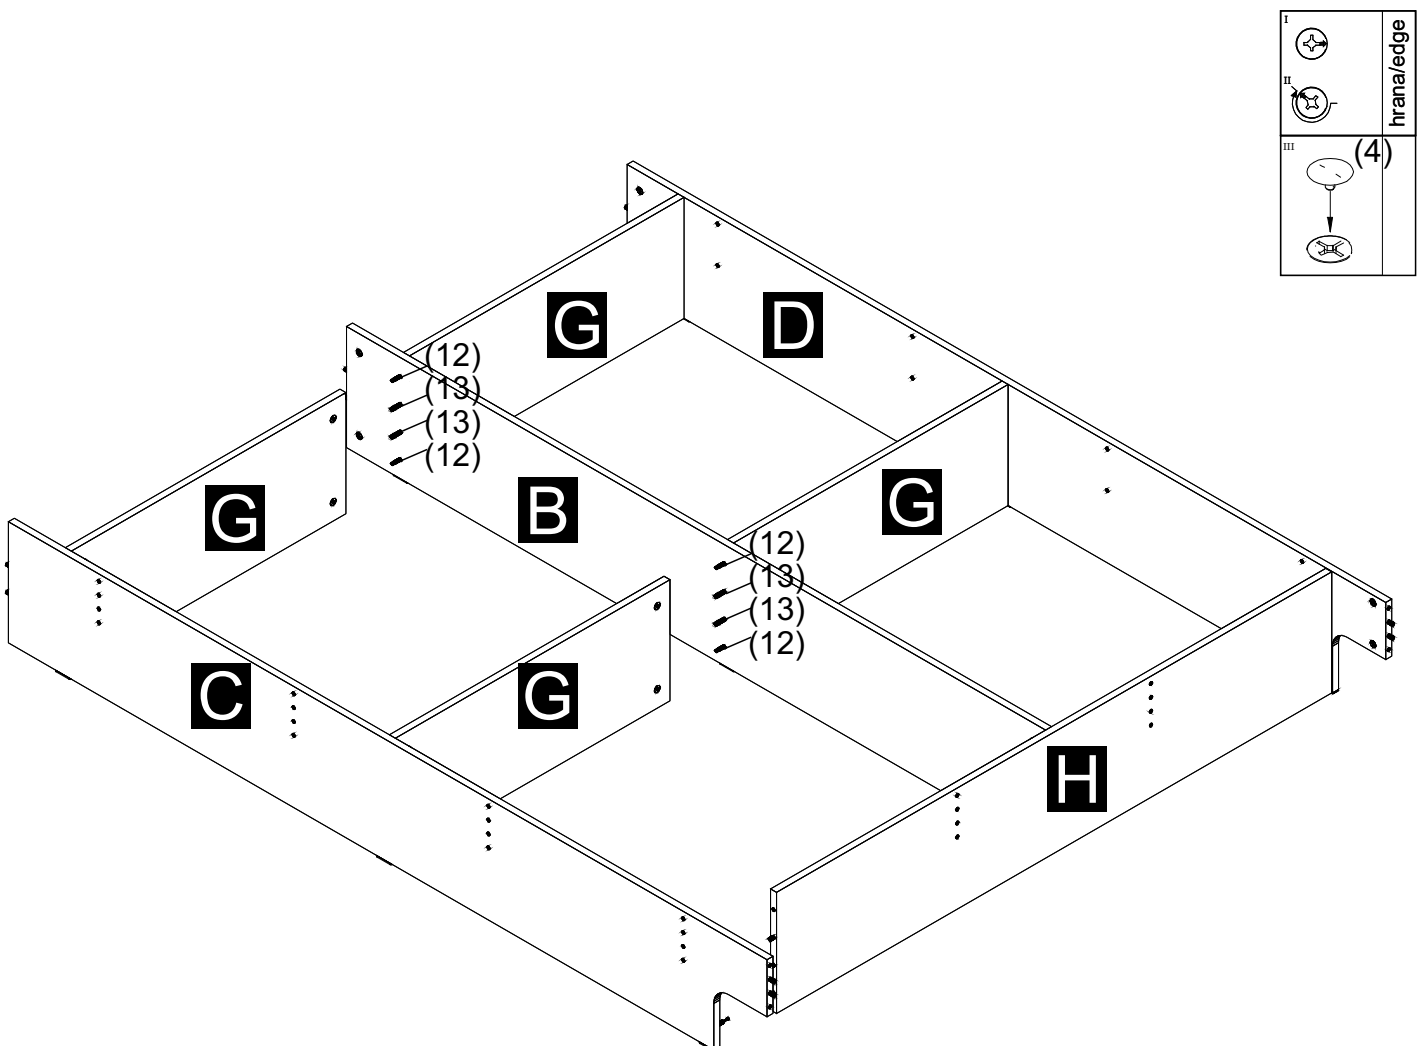 I
II
hrana/edge
III
(4)
G
D
(12)
(13)
(13)
(12)
G
B
G
(12)
(13)
(13)
(12)
C
G
H